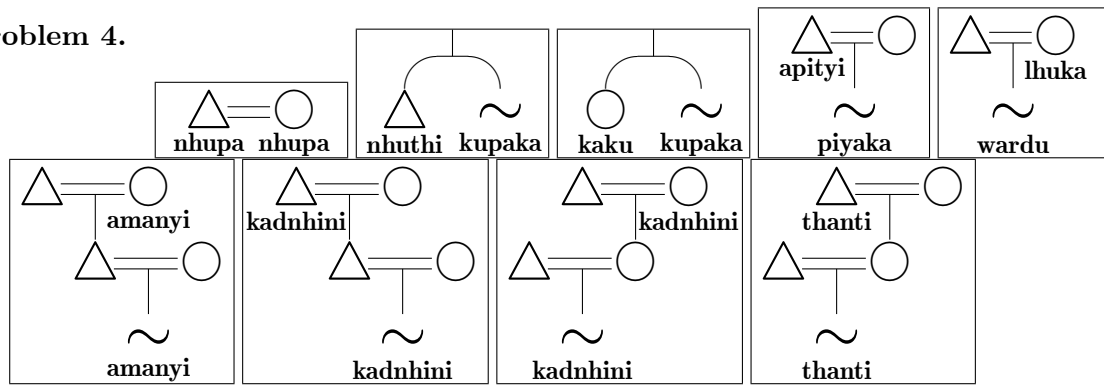 roblem 4.
apityi
lhuka
nhupa nhupa
nhuthi kupaka
kaku kupaka
piyaka
wardu
amanyi
kadnhini
kadnhini
thanti
amanyi
kadnhini
kadnhini
thanti